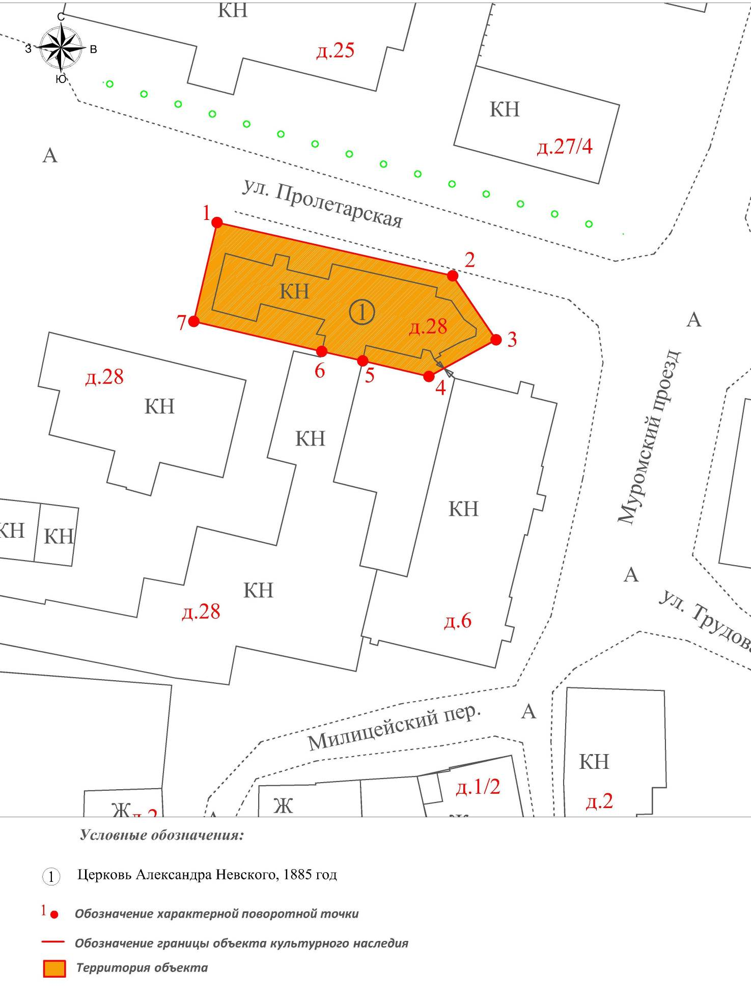 С
З
В
Ю
КН
д.25
КН
д.27/4
А
ул. Пролетарская
1
2
КН
1
д.28
3
7
6
5
4
А
д.28
КН
КН
Муромский проезд
КН
КН
КН
КН
д.28
д.6
А
ул. Трудова
Милицейский пер.
А
КН
д.2
д.1/2
Ж
Ж
д.2
А
Условные обозначения:
1 Церковь Александра Невского, 1885 год
1 Обозначение характерной поворотной точки
Обозначение границы объекта культурного наследия
Территория объекта